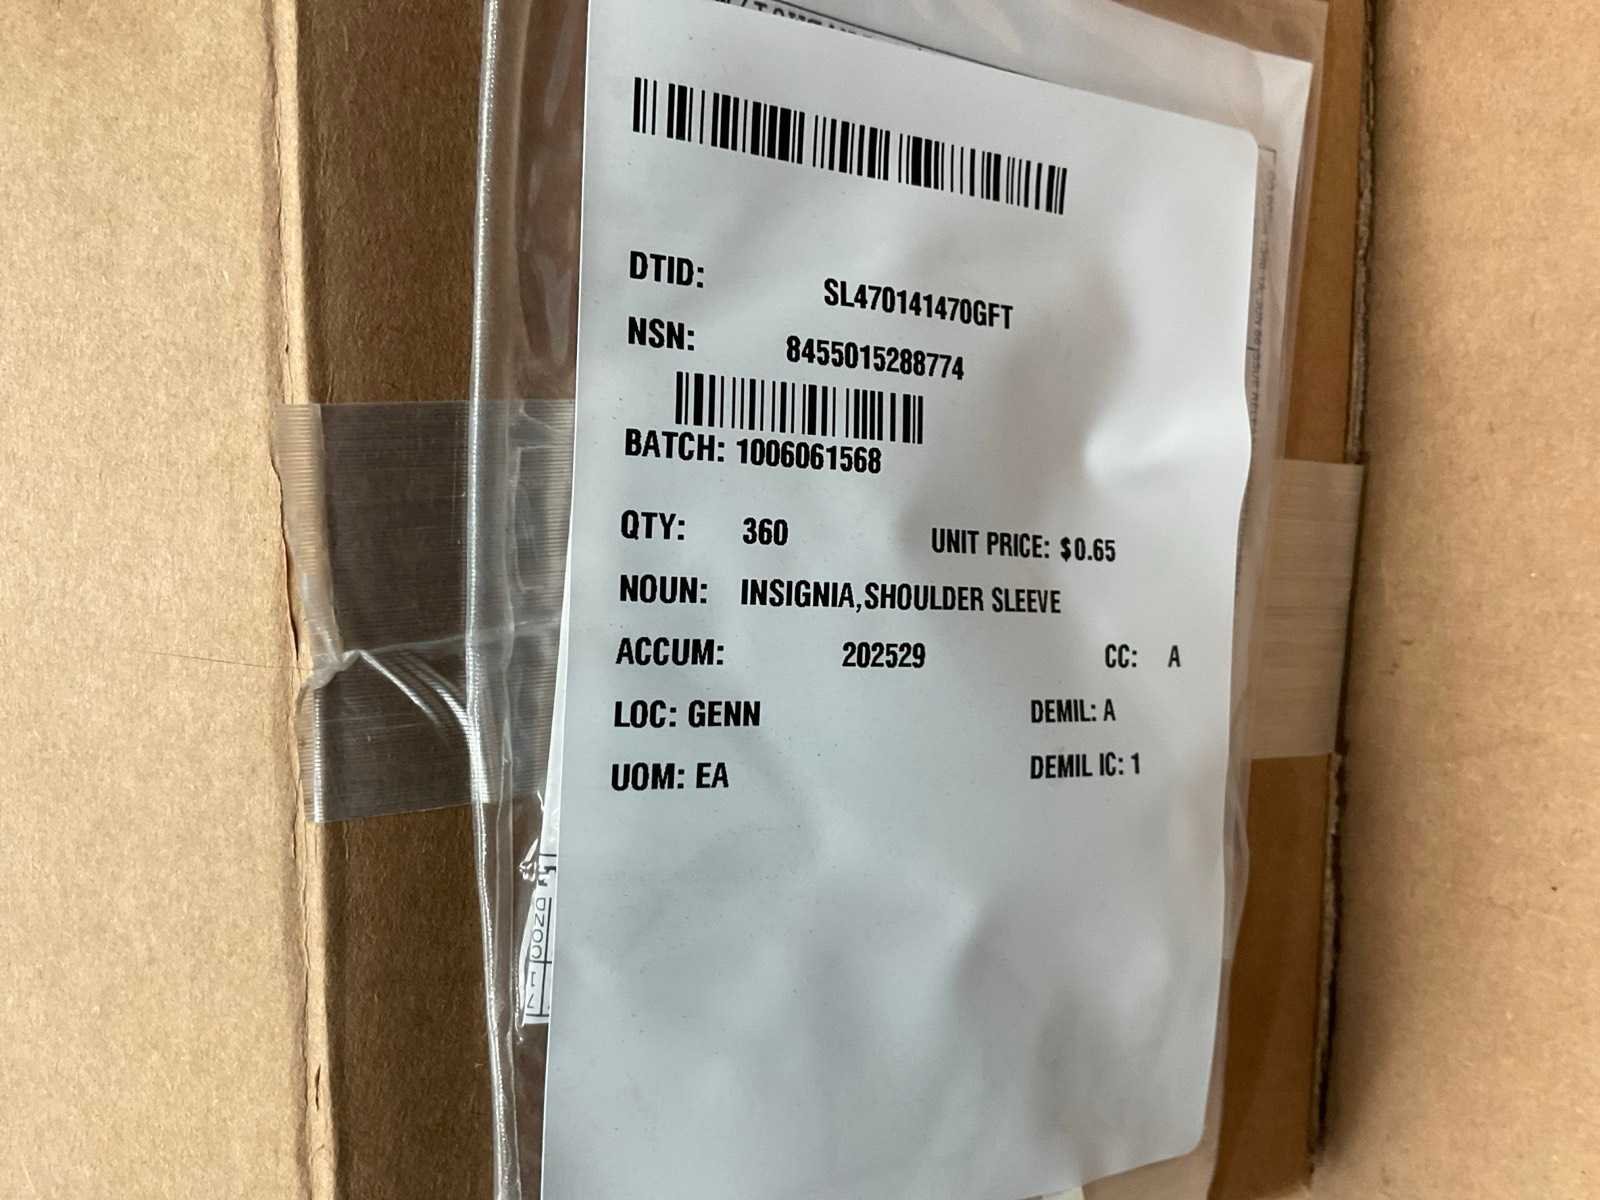 DTID: SL470141470GFT
NSN: 8455015288774
BATCH: 1006061568
QTY: 360 UNIT PRICE: $0.65
NOUN: INSIGNIA,SHOULDER SLEEVE
ACCUM: 202529 CC: A
LOC: GENN DEMIL: A
UOM: EA DEMIL IC: 1